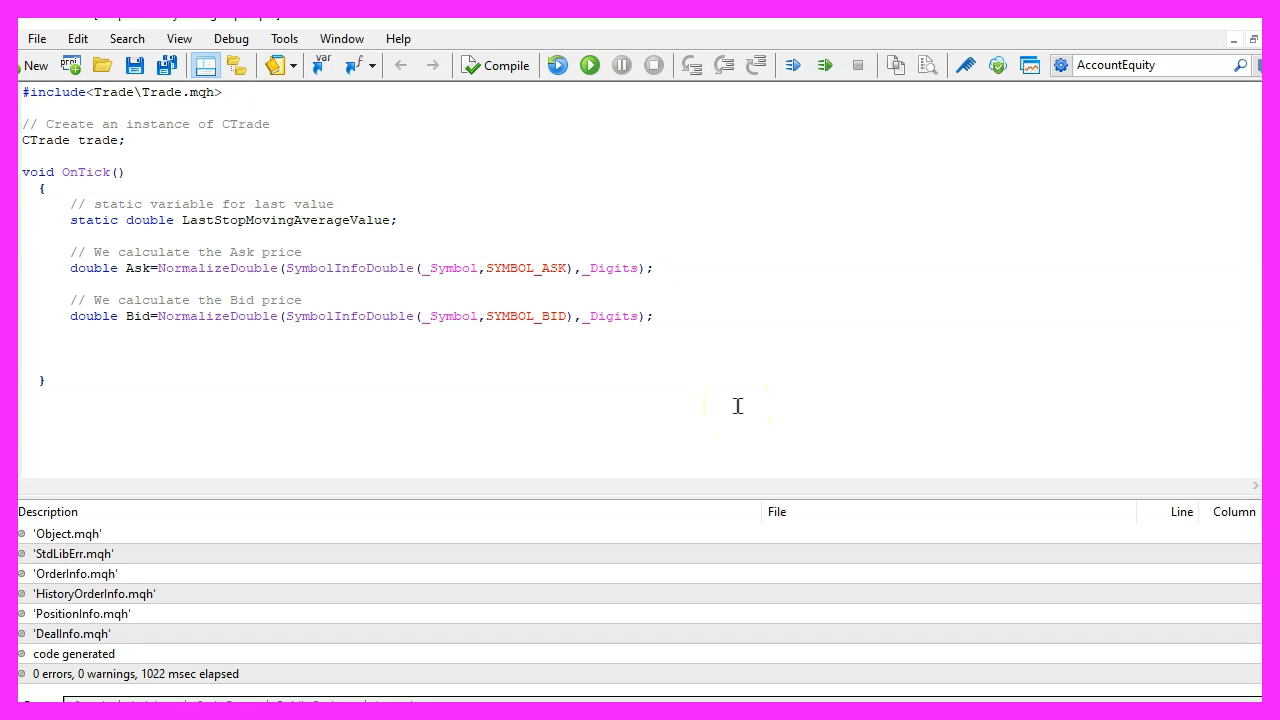 File Edit Search View Debug Tools Window Help
New Compile AccountEquity
#include<Trade\Trade.mqh>
// Create an instance of CTrade
CTrade trade;
void OnTick()
{
// static variable for last value
static double LastStopMovingAverageValue;
// We calculate the Ask price
double Ask=NormalizeDouble(SymbolInfoDouble(_Symbol,SYMBOL_ASK),_Digits);
// We calculate the Bid price
double Bid=NormalizeDouble(SymbolInfoDouble(_Symbol,SYMBOL_BID),_Digits);
}
Description File Line Column
'Object.mqh'
'StdLibErr.mqh'
'OrderInfo.mqh'
'HistoryOrderInfo.mqh'
'PositionInfo.mqh'
'DealInfo.mqh'
code generated
0 errors, 0 warnings, 1022 msec elapsed